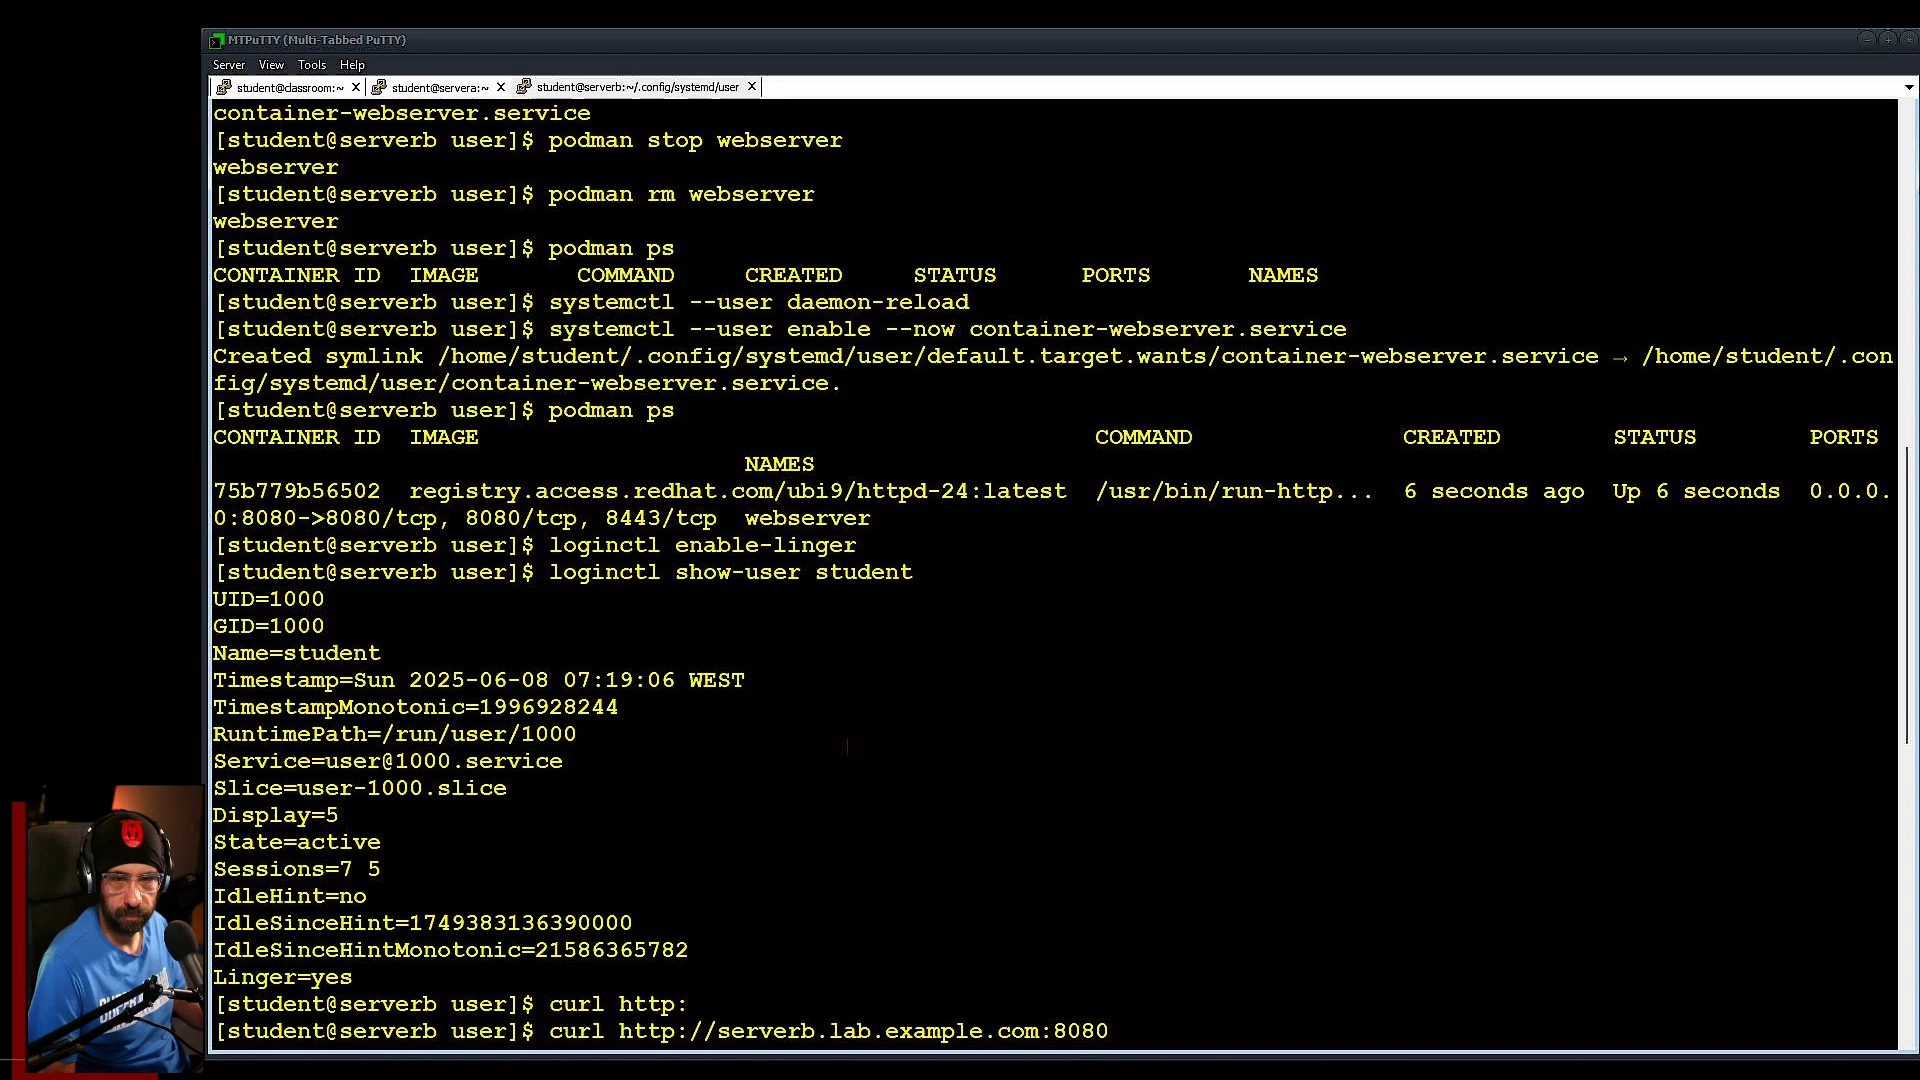 MTPuTTY (Multi-Tabbed PuTTY)
Server View Tools Help
student@classroom:~ student@servera:~ student@serverb:~/.config/systemd/user
container-webserver.service
[student@serverb user]$ podman stop webserver
webserver
[student@serverb user]$ podman rm webserver
webserver
[student@serverb user]$ podman ps
CONTAINER ID IMAGE COMMAND CREATED STATUS PORTS NAMES
[student@serverb user]$ systemctl --user daemon-reload
[student@serverb user]$ systemctl --user enable --now container-webserver.service
Created symlink /home/student/.config/systemd/user/default.target.wants/container-webserver.service → /home/student/.con
fig/systemd/user/container-webserver.service.
[student@serverb user]$ podman ps
CONTAINER ID IMAGE COMMAND CREATED STATUS PORTS
NAMES
75b779b56502 registry.access.redhat.com/ubi9/httpd-24:latest /usr/bin/run-http... 6 seconds ago Up 6 seconds 0.0.0.
0:8080->8080/tcp, 8080/tcp, 8443/tcp webserver
[student@serverb user]$ loginctl enable-linger
[student@serverb user]$ loginctl show-user student
UID=1000
GID=1000
Name=student
Timestamp=Sun 2025-06-08 07:19:06 WEST
TimestampMonotonic=1996928244
RuntimePath=/run/user/1000
Service=user@1000.service
Slice=user-1000.slice
Display=5
State=active
Sessions=7 5
IdleHint=no
IdleSinceHint=1749383136390000
IdleSinceHintMonotonic=21586365782
Linger=yes
[student@serverb user]$ curl http:
[student@serverb user]$ curl http://serverb.lab.example.com:8080